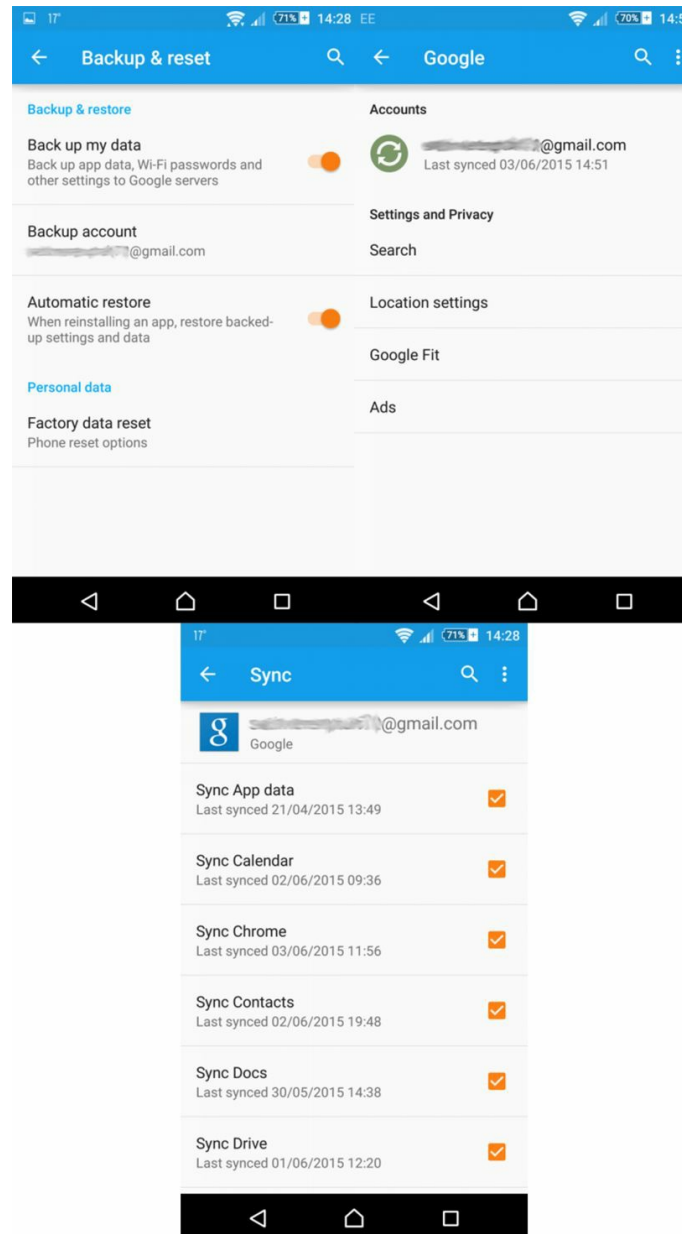 17°
71%
14:28
Backup & reset
Backup & restore
Back up my data
Back up app data, Wi-Fi passwords and
other settings to Google servers
Backup account
@gmail.com
Automatic restore
When reinstalling an app, restore backed-
up settings and data
Personal data
Factory data reset
Phone reset options
EE
70%
14:5
Google
Accounts
@gmail.com
Last synced 03/06/2015 14:51
Settings and Privacy
Search
Location settings
Google Fit
Ads
17°
71%
14:28
Sync
g
@gmail.com
Google
Sync App data
Last synced 21/04/2015 13:49
Sync Calendar
Last synced 02/06/2015 09:36
Sync Chrome
Last synced 03/06/2015 11:56
Sync Contacts
Last synced 02/06/2015 19:48
Sync Docs
Last synced 30/05/2015 14:38
Sync Drive
Last synced 01/06/2015 12:20